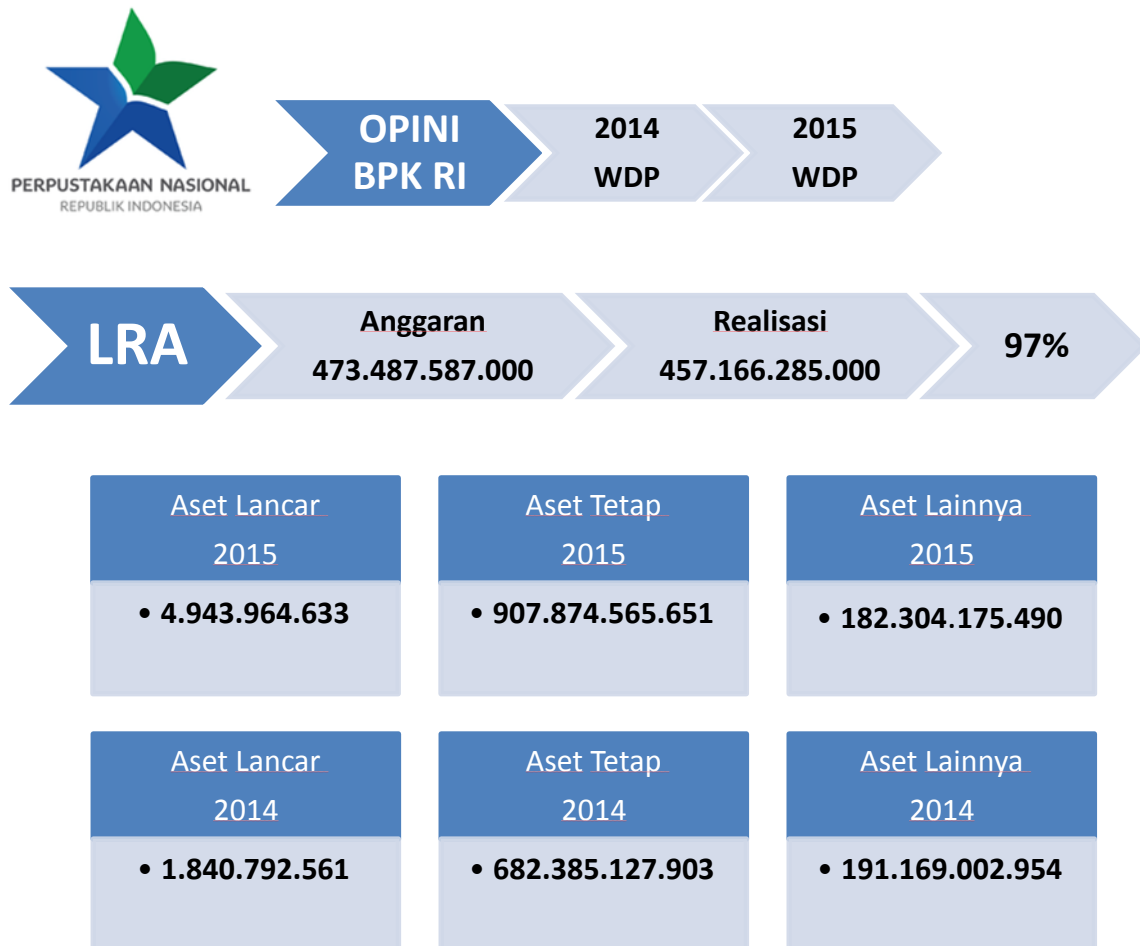 PERPUSTAKAAN NASIONAL
REPUBLIK INDONESIA
OPINI
BPK RI
2014
WDP
2015
WDP
LRA
Anggaran
473.487.587.000
Realisasi
457.166.285.000
97%
Aset Lancar
2015
• 4.943.964.633
Aset Tetap
2015
• 907.874.565.651
Aset Lainnya
2015
• 182.304.175.490
Aset Lancar
2014
• 1.840.792.561
Aset Tetap
2014
• 682.385.127.903
Aset Lainnya
2014
• 191.169.002.954